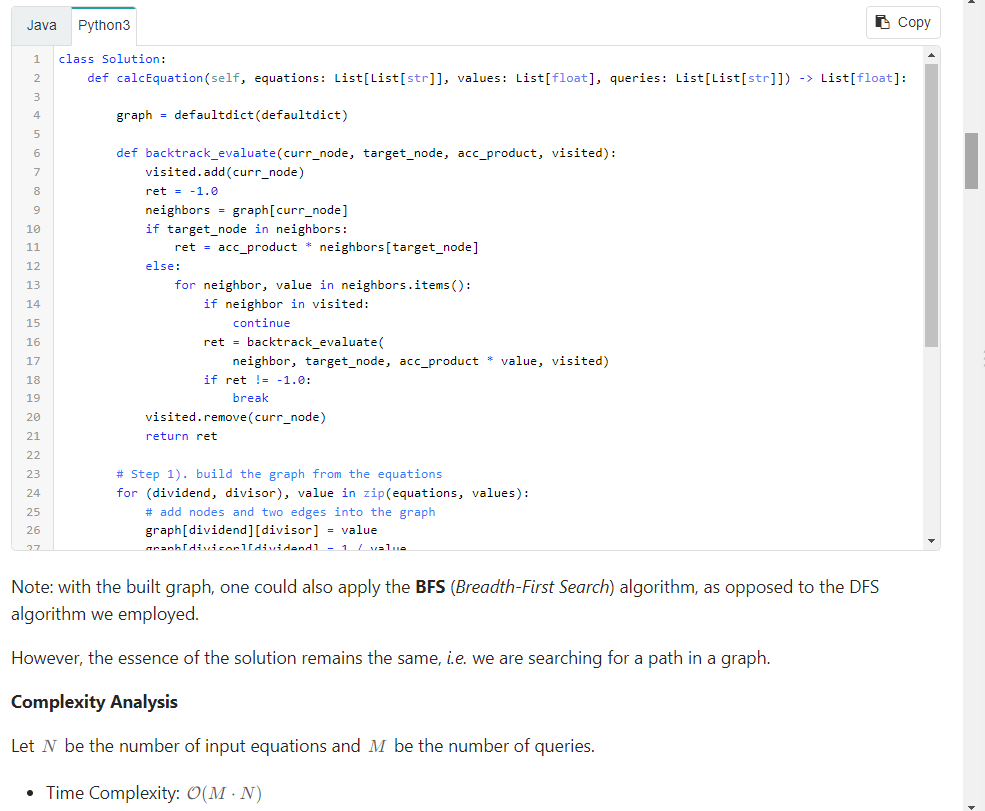 Java Python3 Copy
1 class Solution:
2     def calcEquation(self, equations: List[List[str]], values: List[float], queries: List[List[str]]) -> List[float]:
3
4         graph = defaultdict(defaultdict)
5
6         def backtrack_evaluate(curr_node, target_node, acc_product, visited):
7             visited.add(curr_node)
8             ret = -1.0
9             neighbors = graph[curr_node]
10             if target_node in neighbors:
11                 ret = acc_product * neighbors[target_node]
12             else:
13                 for neighbor, value in neighbors.items():
14                     if neighbor in visited:
15                         continue
16                     ret = backtrack_evaluate(
17                         neighbor, target_node, acc_product * value, visited)
18                     if ret != -1.0:
19                         break
20             visited.remove(curr_node)
21             return ret
22
23         # Step 1). build the graph from the equations
24         for (dividend, divisor), value in zip(equations, values):
25             # add nodes and two edges into the graph
26             graph[dividend][divisor] = value
27             graph[divisor][dividend] = 1 / value
Note: with the built graph, one could also apply the BFS (Breadth-First Search) algorithm, as opposed to the DFS
algorithm we employed.
However, the essence of the solution remains the same, i.e. we are searching for a path in a graph.
Complexity Analysis
Let N be the number of input equations and M be the number of queries.
• Time Complexity: O(M · N)